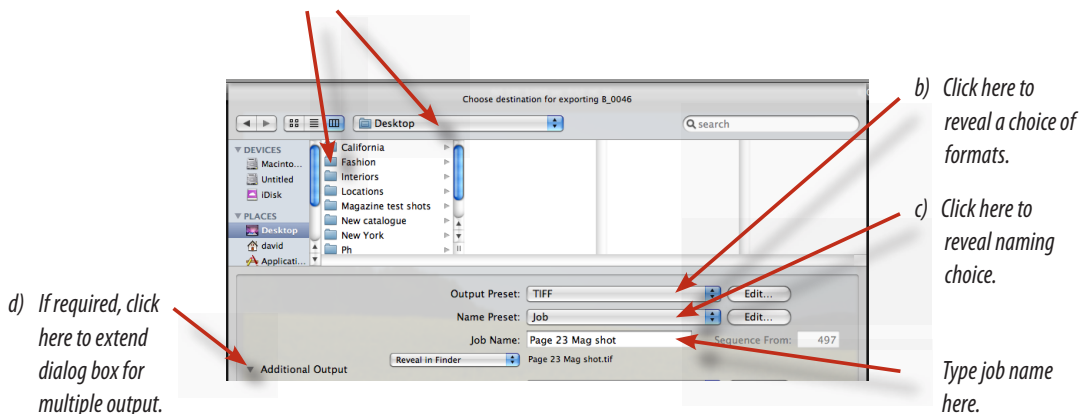 Choose destination for exporting B_0046
Desktop
search
DEVICES
Macinto...
Untitled
iDisk
PLACES
Desktop
david
Applicati...
California
Fashion
Interiors
Locations
Magazine test shots
New catalogue
New York
Ph
Output Preset: TIFF Edit...
Name Preset: Job Edit...
Job Name: Page 23 Mag shot Sequence From: 497
Reveal in Finder Page 23 Mag shot.tif
Additional Output
b) Click here to
reveal a choice of
formats.
c) Click here to
reveal naming
choice.
d) If required, click
here to extend
dialog box for
multiple output.
Type job name
here.